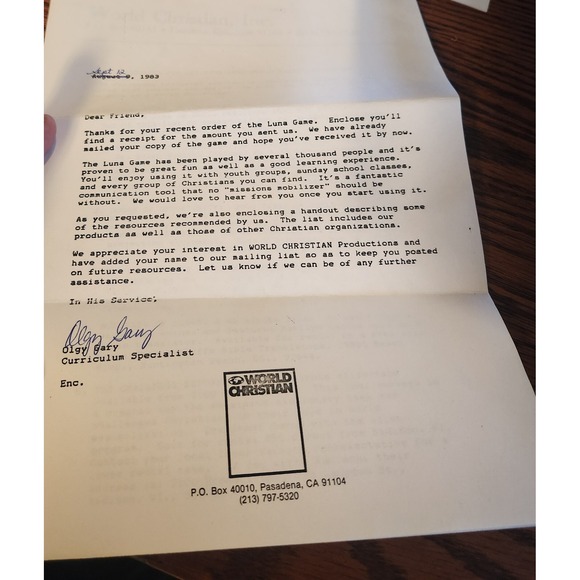 Sept 12
August 9, 1983
Dear Friend,
Thanks for your recent order of the Luna Game. Enclose you'll
find a receipt for the amount you sent us. We have already
mailed your copy of the game and hope you've received it by now.
The Luna Game has been played by several thousand people and it's
proven to be great fun as well as a good learning experience.
You'll enjoy using it with youth groups, sunday school classes,
and every group of Christians you can find. It's a fantastic
communication tool that no "missions mobilizer" should be
without. We would love to hear from you once you start using it.
As you requested, we're also enclosing a handout describing some
of the resources recommended by us. The list includes our
products as well as those of other Christian organizations.
We appreciate your interest in WORLD CHRISTIAN Productions and
have added your name to our mailing list so as to keep you posted
on future resources. Let us know if we can be of any further
assistance.
In His Service,
Olgy Gary
Olgy Gary
Curriculum Specialist
Enc.
WORLD
CHRISTIAN
P.O. Box 40010, Pasadena, CA 91104
(213) 797-5320